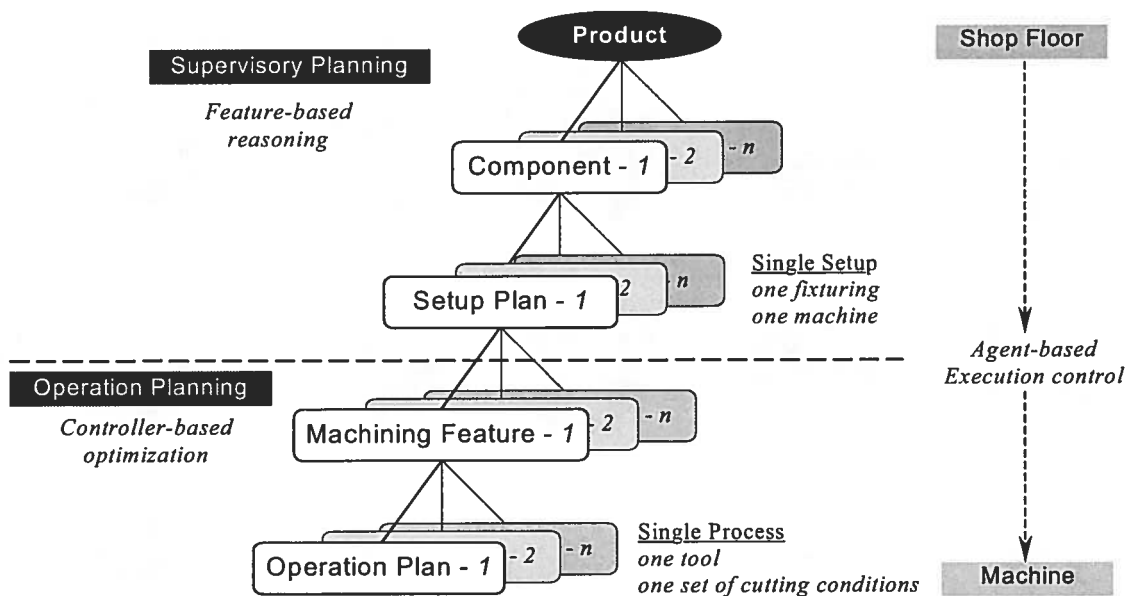 Product
Shop Floor
Supervisory Planning
Feature-based
reasoning
Component - 1
- 2
- n
Setup Plan - 1
2
- n
Single Setup
one fixturing
one machine
Agent-based
Execution control
Operation Planning
Controller-based
optimization
Machining Feature - 1
- 2
- n
Operation Plan - 1
- 2
- n
Single Process
one tool
one set of cutting conditions
Machine